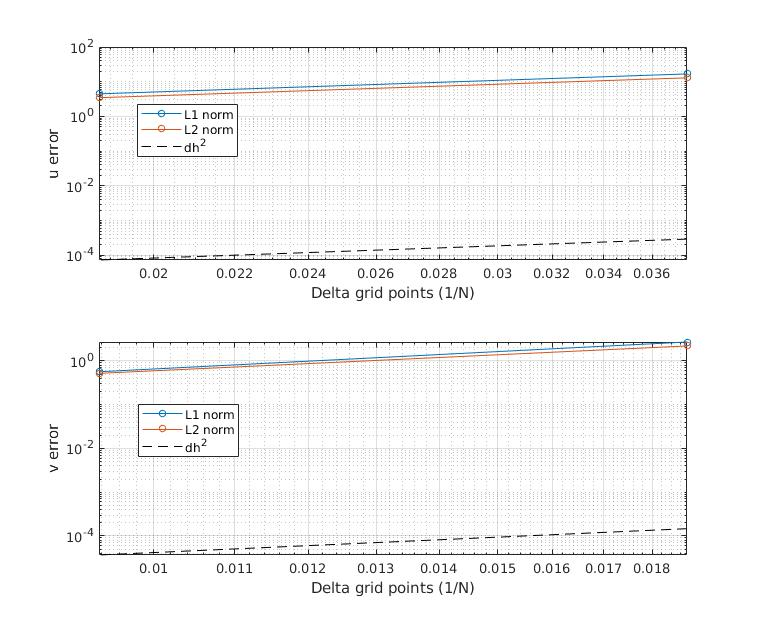 10^2
10^0
10^-2
10^-4
u error
L1 norm
L2 norm
dh^2
0.02 0.022 0.024 0.026 0.028 0.03 0.032 0.034 0.036
Delta grid points (1/N)
10^0
10^-2
10^-4
v error
L1 norm
L2 norm
dh^2
0.01 0.011 0.012 0.013 0.014 0.015 0.016 0.017 0.018
Delta grid points (1/N)